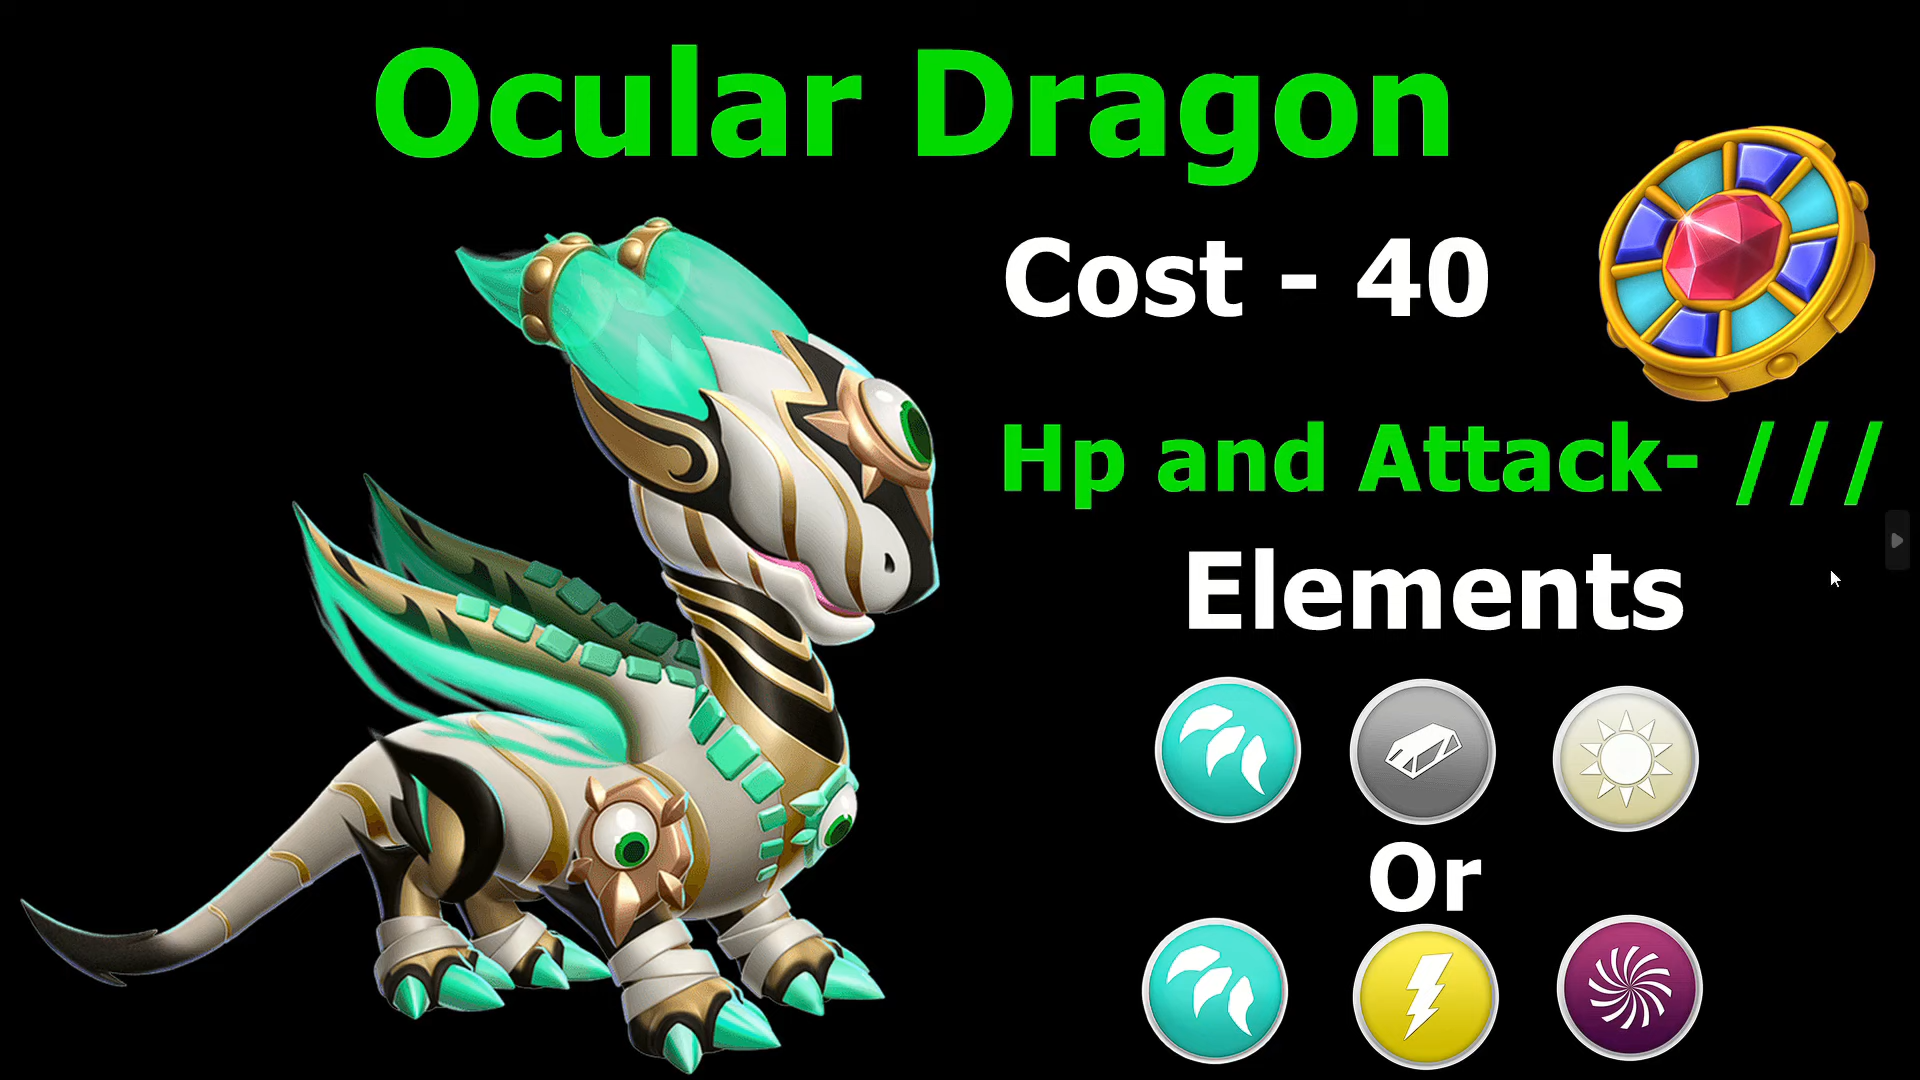 Ocular Dragon
Cost - 40
Hp and Attack- ///
Elements
Or